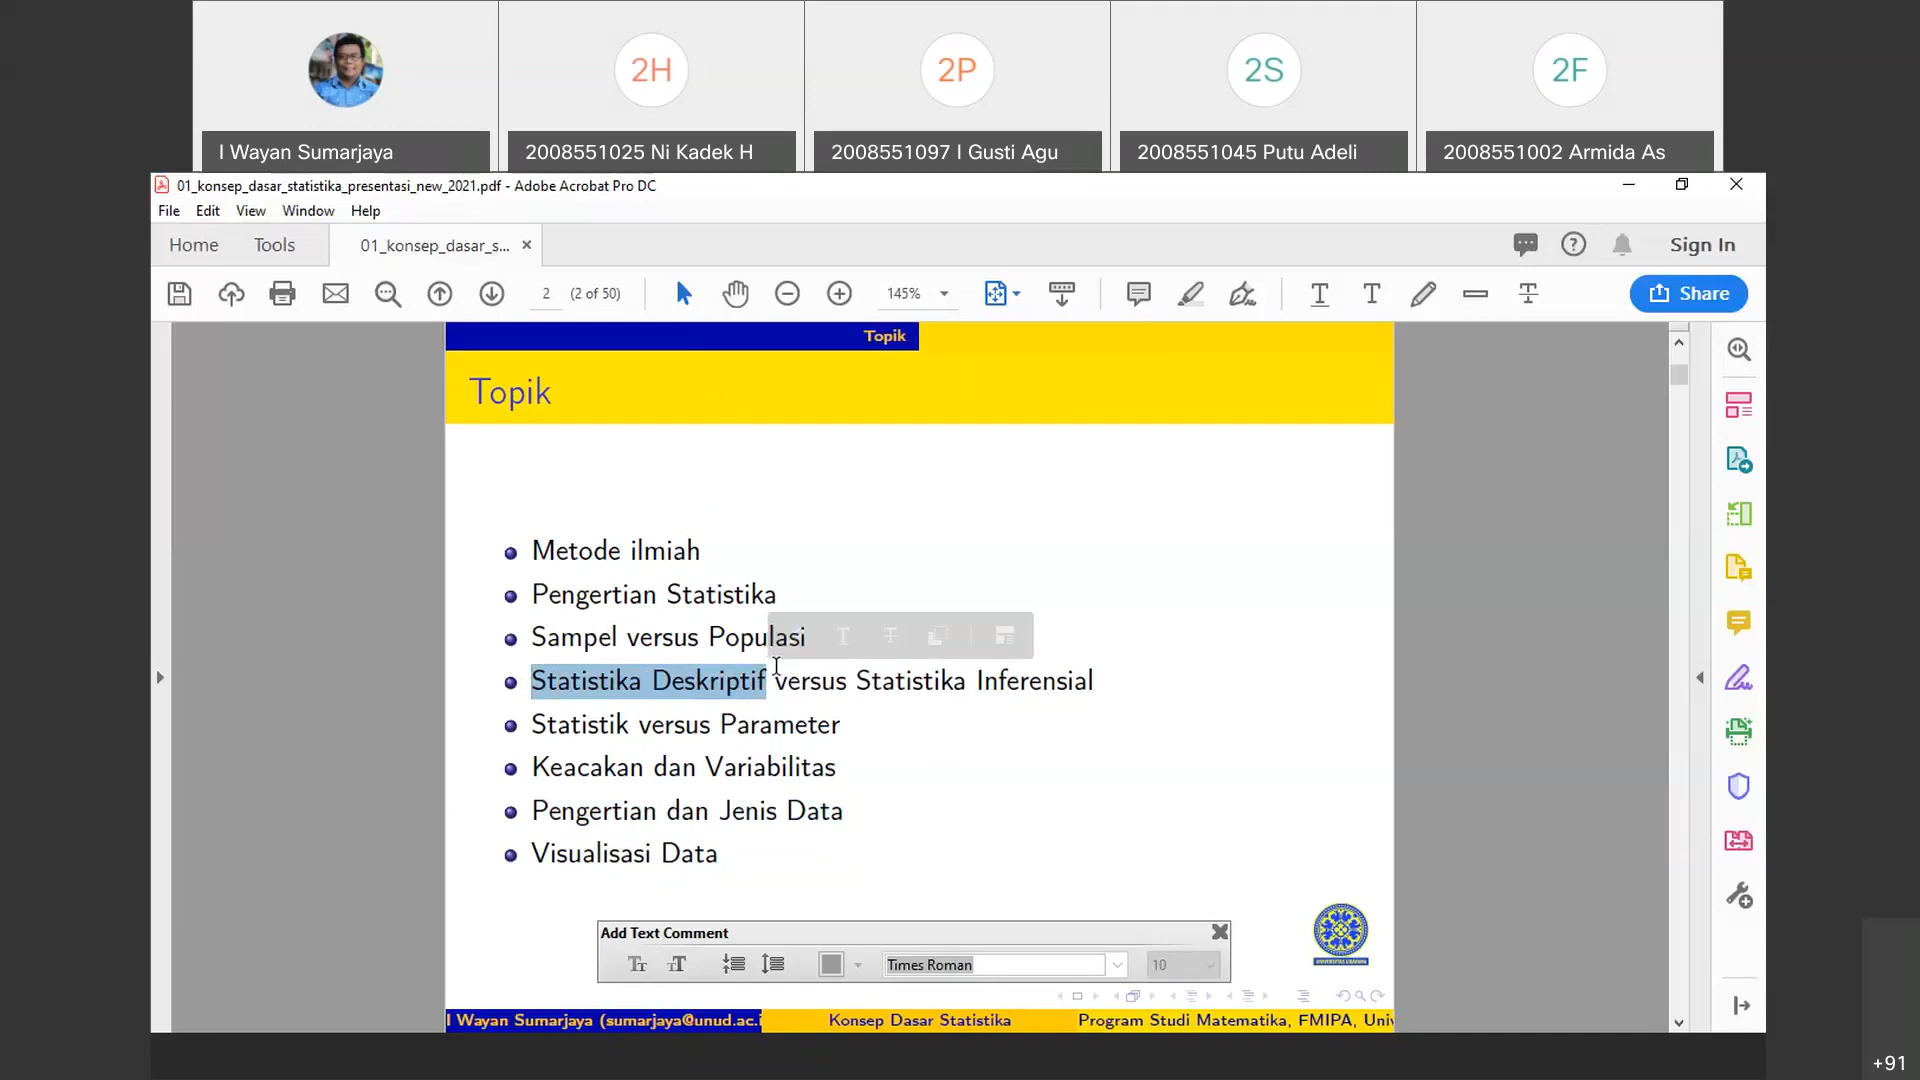 2H
2P
2S
2F
I Wayan Sumarjaya
2008551025 Ni Kadek H
2008551097 I Gusti Agu
2008551045 Putu Adeli
2008551002 Armida As
01_konsep_dasar_statistika_presentasi_new_2021.pdf - Adobe Acrobat Pro DC
File Edit View Window Help
Home Tools 01_konsep_dasar_s... × Sign In
2 (2 of 50) 145% Share
Topik
Topik
Metode ilmiah
Pengertian Statistika
Sampel versus Populasi
Statistika Deskriptif versus Statistika Inferensial
Statistik versus Parameter
Keacakan dan Variabilitas
Pengertian dan Jenis Data
Visualisasi Data
Add Text Comment
Times Roman 10
UNIVERSITAS UDAYANA
I Wayan Sumarjaya (sumarjaya@unud.ac.i Konsep Dasar Statistika Program Studi Matematika, FMIPA, Univ
+91